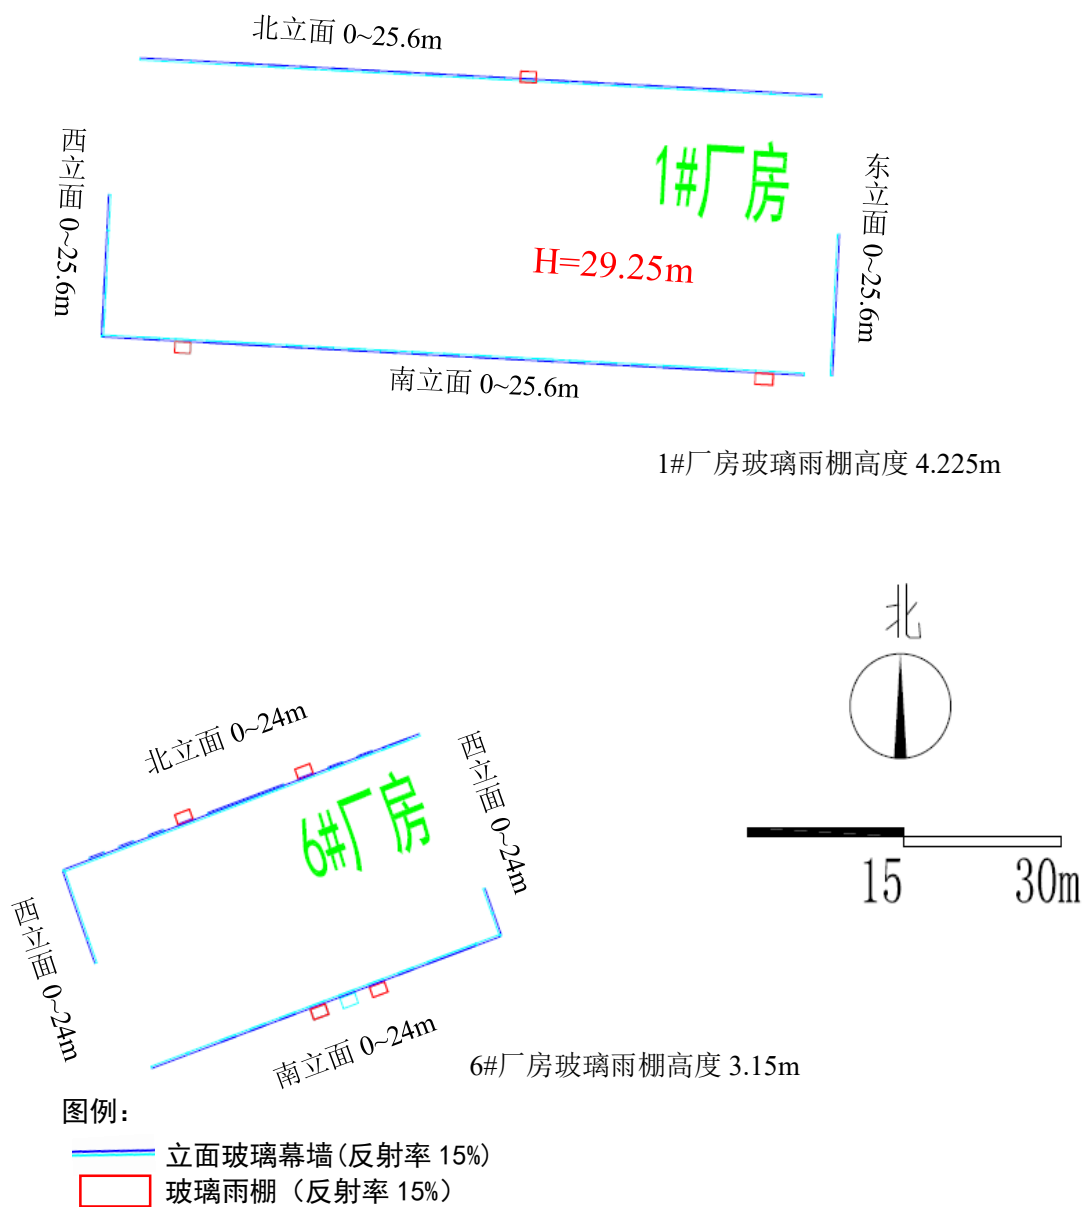 北立面 0~25.6m
西立面 0~25.6m
1#厂房
东立面 0~25.6m
H=29.25m
南立面 0~25.6m
1#厂房玻璃雨棚高度 4.225m
北
15 30m
北立面 0~24m
西立面 0~24m
6#厂房
西立面 0~24m
南立面 0~24m
6#厂房玻璃雨棚高度 3.15m
图例：
立面玻璃幕墙(反射率 15%)
玻璃雨棚（反射率 15%）